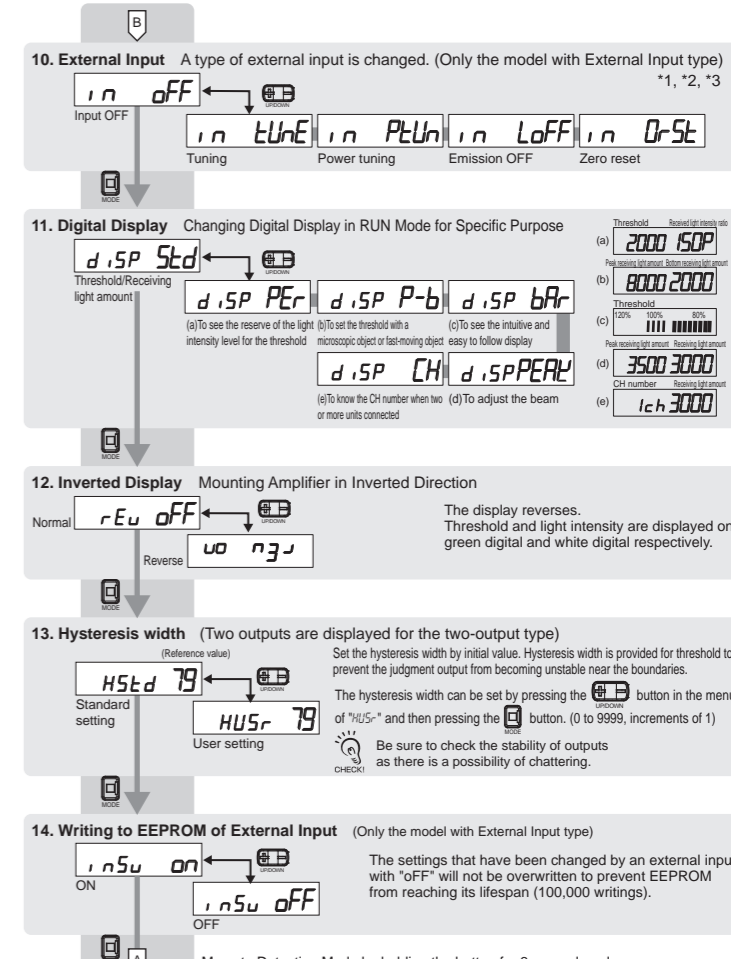 B
10. External Input A type of external input is changed. (Only the model with External Input type)
*1, *2, *3
in oFF
UP/DOWN
Input OFF
in tUnE in PtUn in LoFF in 0rSt
Tuning Power tuning Emission OFF Zero reset
MODE
11. Digital Display Changing Digital Display in RUN Mode for Specific Purpose
diSP Std
UP/DOWN
Threshold/Receiving
light amount
diSP PEr diSP P-b diSP bAr
(a)To see the reserve of the light
intensity level for the threshold
(b)To set the threshold with a
microscopic object or fast-moving object
(c)To see the intuitive and
easy to follow display
diSP CH diSP PEAK
(e)To know the CH number when two
or more units connected
(d)To adjust the beam
Threshold Received light intensity ratio
(a) 2000 150P
Peak receiving light amount Bottom receiving light amount
(b) 8000 2000
Threshold
(c) 120% 100% 80%
Peak receiving light amount Receiving light amount
(d) 3500 3000
CH number Receiving light amount
(e) 1ch 3000
MODE
12. Inverted Display Mounting Amplifier in Inverted Direction
Normal rEv oFF
UP/DOWN
Reverse rEv on
The display reverses.
Threshold and light intensity are displayed on
green digital and white digital respectively.
MODE
13. Hysteresis width (Two outputs are displayed for the two-output type)
(Reference value)
HStd 79
UP/DOWN
Standard
setting
HUSr 79
User setting
Set the hysteresis width by initial value. Hysteresis width is provided for threshold to
prevent the judgment output from becoming unstable near the boundaries.
The hysteresis width can be set by pressing the UP/DOWN button in the menu
of "HUSr" and then pressing the MODE button. (0 to 9999, increments of 1)
CHECK!
Be sure to check the stability of outputs
as there is a possibility of chattering.
MODE
14. Writing to EEPROM of External Input (Only the model with External Input type)
inSv on
UP/DOWN
ON
inSv oFF
OFF
The settings that have been changed by an external input
with "oFF" will not be overwritten to prevent EEPROM
from reaching its lifespan (100,000 writings).
A